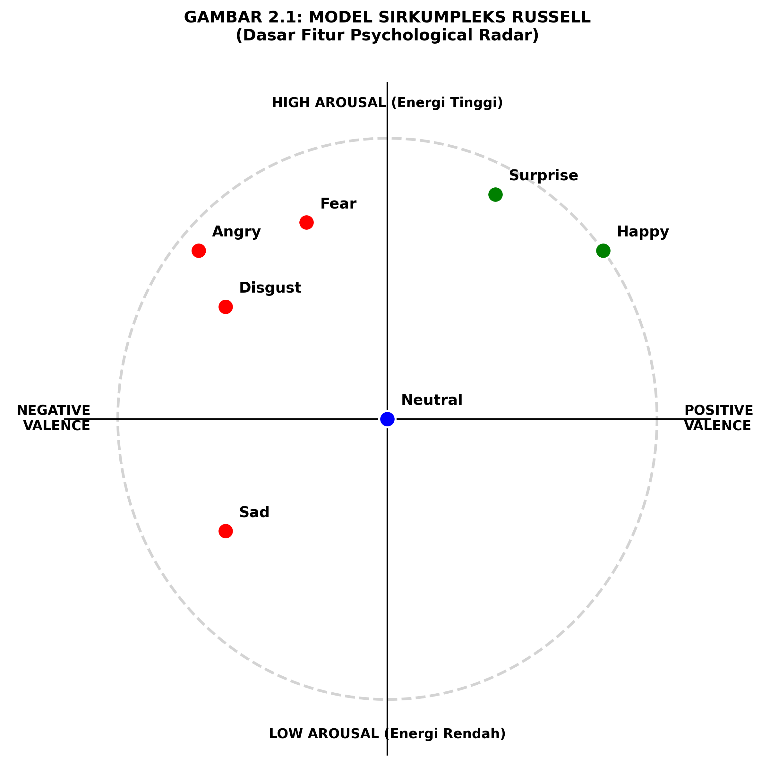 GAMBAR 2.1: MODEL SIRKUMPLEKS RUSSELL
(Dasar Fitur Psychological Radar)
HIGH AROUSAL (Energi Tinggi)
Surprise
Fear
Angry
Happy
Disgust
Neutral
NEGATIVE
VALENCE
POSITIVE
VALENCE
Sad
LOW AROUSAL (Energi Rendah)